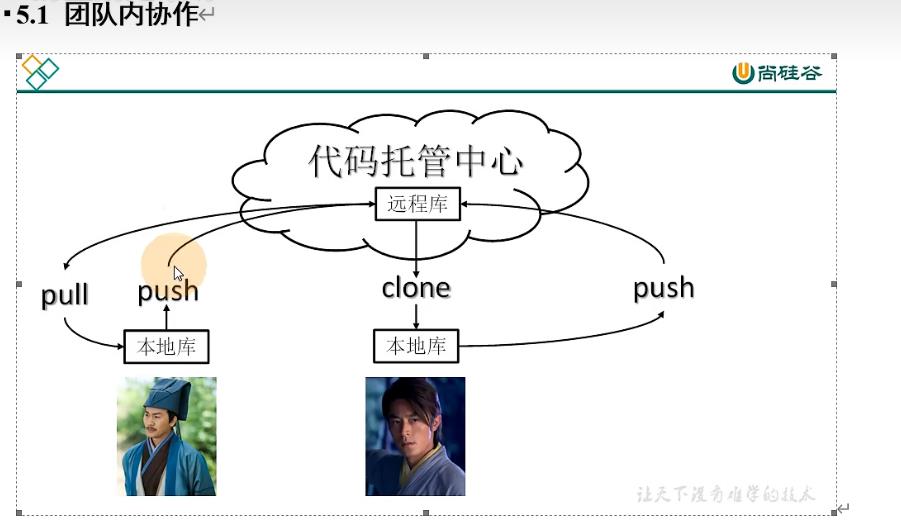 5.1 团队内协作
尚硅谷
代码托管中心
远程库
pull
push
clone
push
本地库
本地库
让天下没有难学的技术